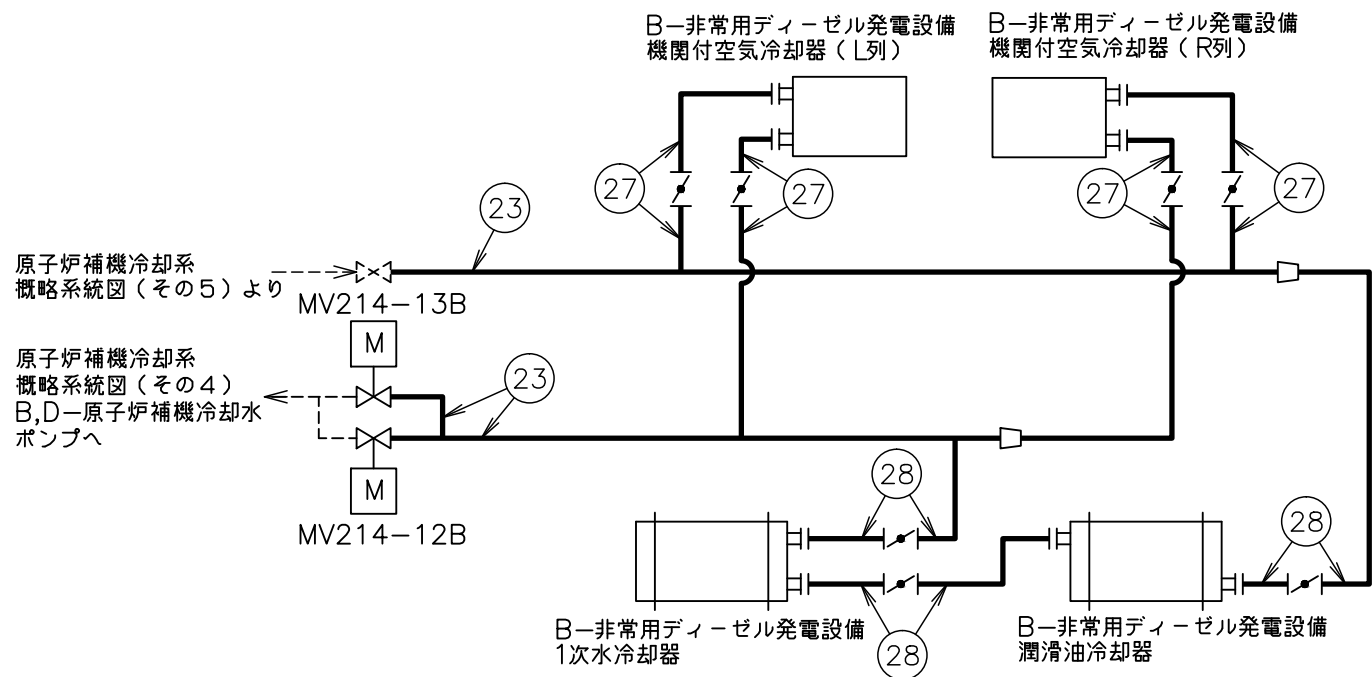 B−非常用ディーゼル発電設備
機関付空気冷却器（L列）
B−非常用ディーゼル発電設備
機関付空気冷却器（R列）
27
27
27
27
23
原子炉補機冷却系
概略系統図（その５）より
MV214−13B
M
原子炉補機冷却系
概略系統図（その４）
B,D−原子炉補機冷却水
ポンプへ
23
M
MV214−12B
28
28
B−非常用ディーゼル発電設備
1次水冷却器
28
B−非常用ディーゼル発電設備
潤滑油冷却器